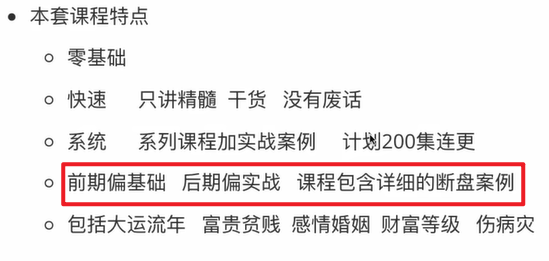 本套课程特点
零基础
快速 只讲精髓 干货 没有废话
系统 系列课程加实战案例 计划200集连更
前期偏基础 后期偏实战 课程包含详细的断盘案例
包括大运流年 富贵贫贱 感情婚姻 财富等级 伤病灾